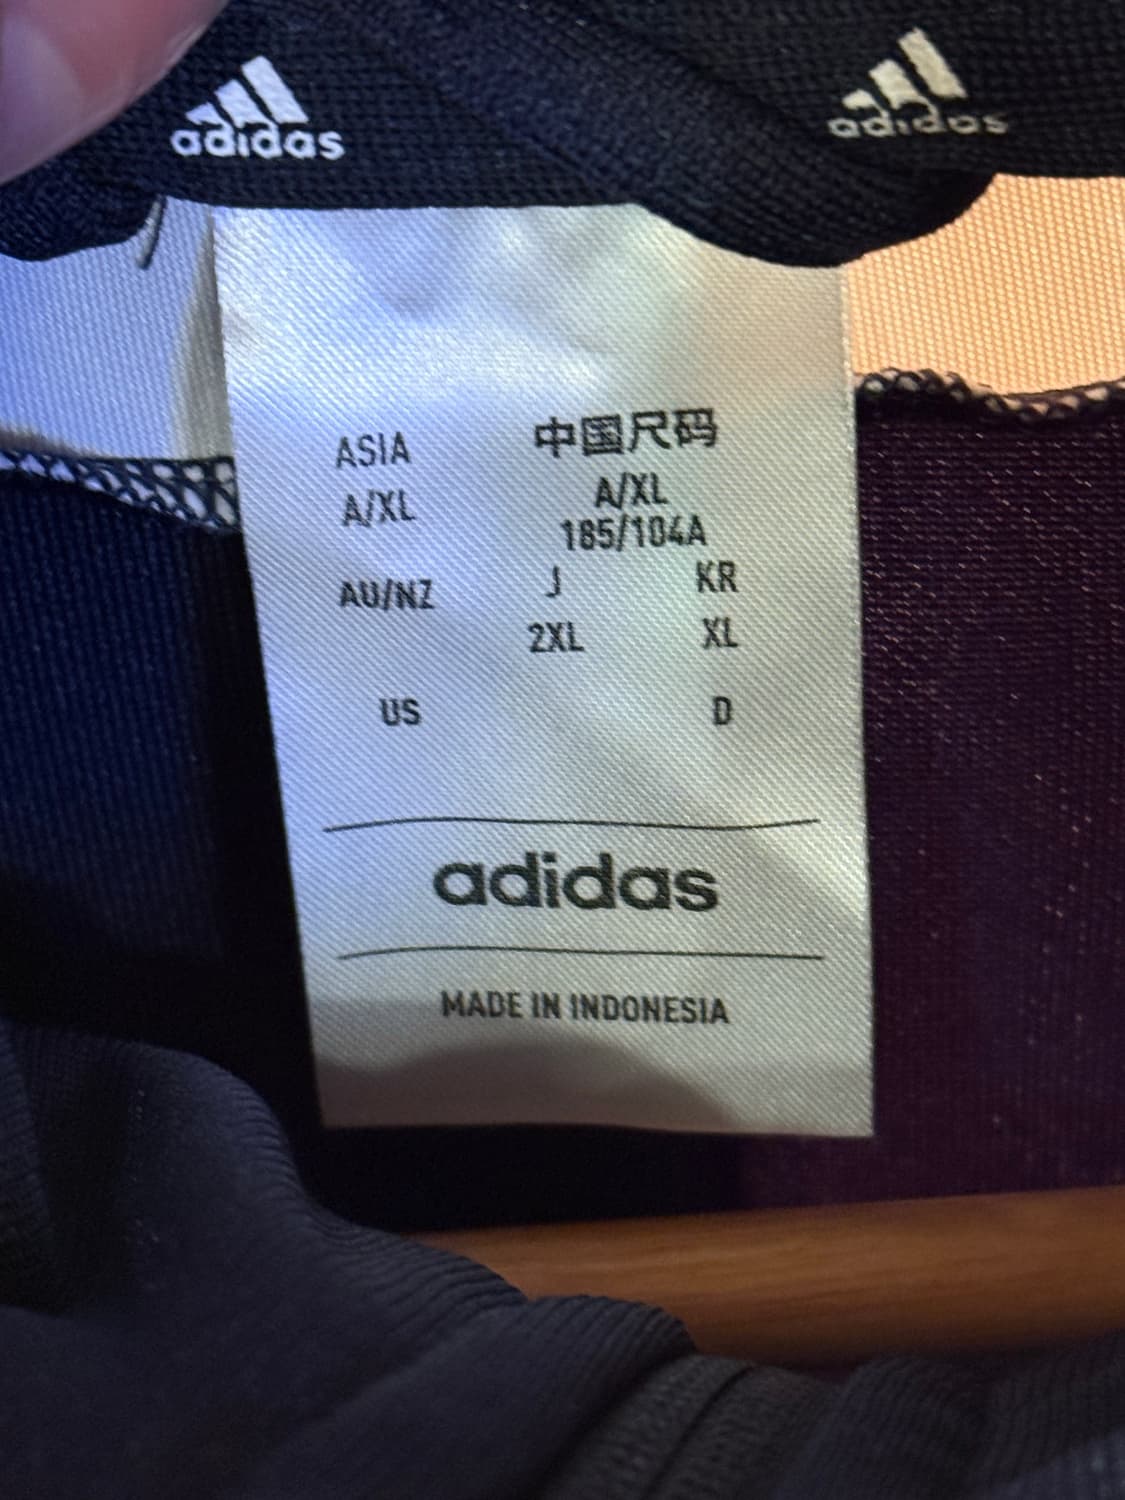 adidas adidas
ASIA 中国尺码
A/XL A/XL
185/104A
AU/NZ J KR
2XL XL
US D
adidas
MADE IN INDONESIA